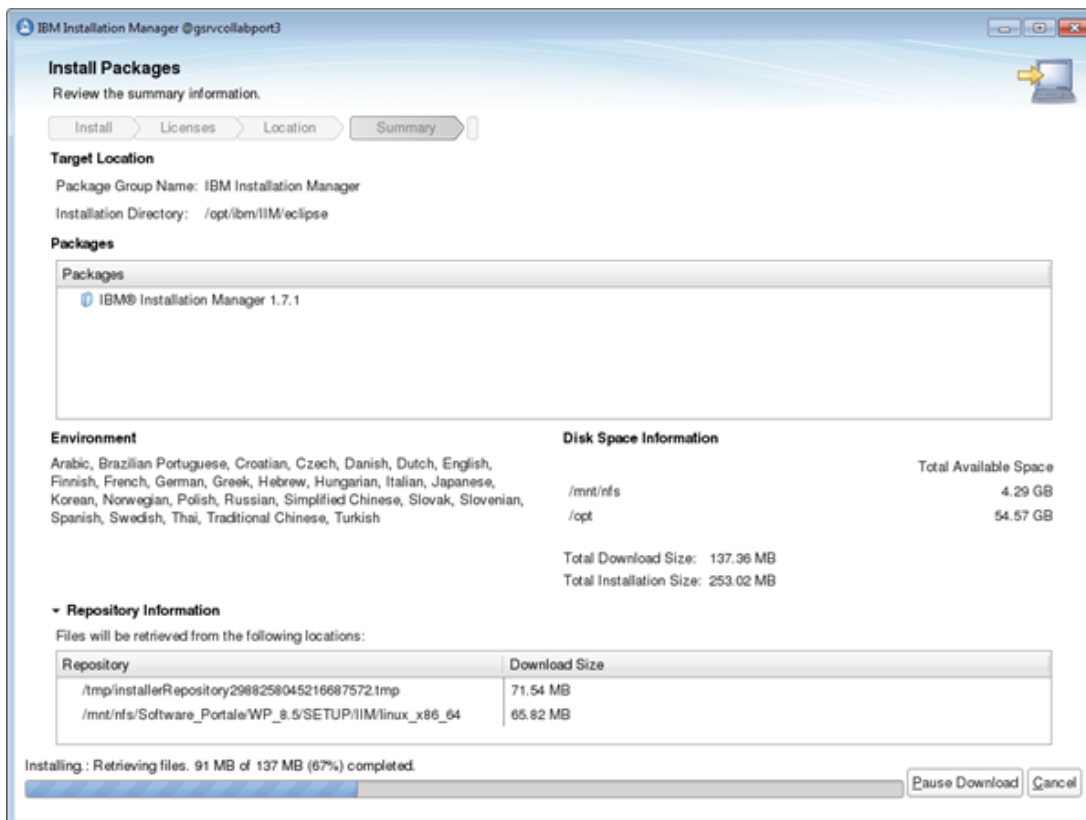 IBM Installation Manager @gsrvcollabport3
Install Packages
Review the summary information.
Install
Licenses
Location
Summary
Target Location
Package Group Name: IBM Installation Manager
Installation Directory: /opt/ibm/IIM/eclipse
Packages
Packages
IBM® Installation Manager 1.7.1
Environment
Arabic, Brazilian Portuguese, Croatian, Czech, Danish, Dutch, English,
Finnish, French, German, Greek, Hebrew, Hungarian, Italian, Japanese,
Korean, Norwegian, Polish, Russian, Simplified Chinese, Slovak, Slovenian,
Spanish, Swedish, Thai, Traditional Chinese, Turkish
Disk Space Information
Total Available Space
/mnt/nfs 4.29 GB
/opt 54.57 GB
Total Download Size: 137.36 MB
Total Installation Size: 253.02 MB
Repository Information
Files will be retrieved from the following locations:
Repository Download Size
/tmp/installerRepository2988258045216687572.tmp 71.54 MB
/mnt/nfs/Software_Portale/WP_8.5/SETUP/IIM/linux_x86_64 65.82 MB
Installing.: Retrieving files. 91 MB of 137 MB (67%) completed.
Pause Download
Cancel